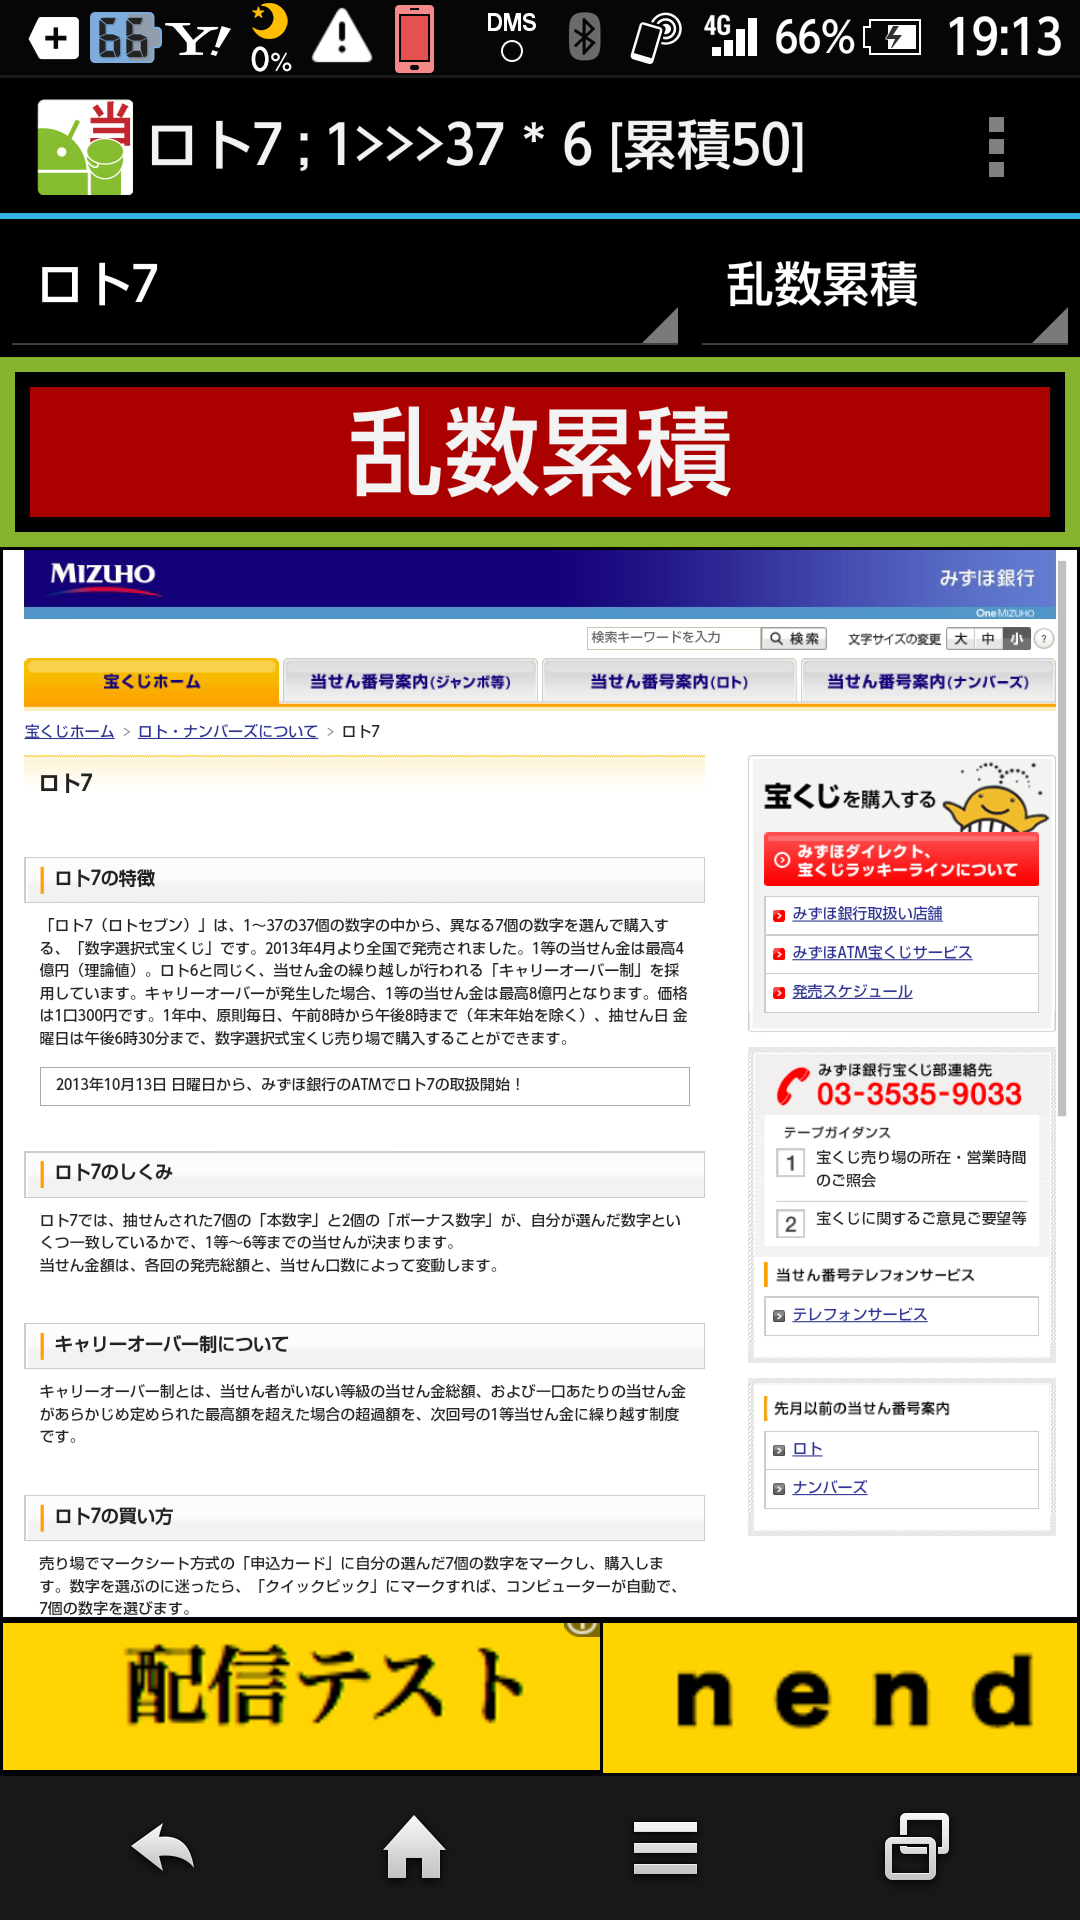 66
Y!
0%
DMS
4G
66%
19:13
当
ロト7 ; 1>>>37 * 6 [累積50]
ロト7
乱数累積
乱数累積
MIZUHO
みずほ銀行
One MIZUHO
検索キーワードを入力
検索
文字サイズの変更
大
中
小
?
宝くじホーム
当せん番号案内(ジャンボ等)
当せん番号案内(ロト)
当せん番号案内(ナンバーズ)
宝くじホーム > ロト・ナンバーズについて > ロト7
ロト7
ロト7の特徴
「ロト7（ロトセブン）」は、1～37の37個の数字の中から、異なる7個の数字を選んで購入す
る、「数字選択式宝くじ」です。2013年4月より全国で発売されました。1等の当せん金は最高4
億円（理論値）。ロト6と同じく、当せん金の繰り越しが行われる「キャリーオーバー制」を採
用しています。キャリーオーバーが発生した場合、1等の当せん金は最高8億円となります。価格
は1口300円です。1年中、原則毎日、午前8時から午後8時まで（年末年始を除く）、抽せん日 金
曜日は午後6時30分まで、数字選択式宝くじ売り場で購入することができます。
2013年10月13日 日曜日から、みずほ銀行のATMでロト7の取扱開始！
ロト7のしくみ
ロト7では、抽せんされた7個の「本数字」と2個の「ボーナス数字」が、自分が選んだ数字とい
くつ一致しているかで、1等～6等までの当せんが決まります。
当せん金額は、各回の発売総額と、当せん口数によって変動します。
キャリーオーバー制について
キャリーオーバー制とは、当せん者がいない等級の当せん金総額、および一口あたりの当せん金
があらかじめ定められた最高額を超えた場合の超過額を、次回号の1等当せん金に繰り越す制度
です。
ロト7の買い方
売り場でマークシート方式の「申込カード」に自分の選んだ7個の数字をマークし、購入しま
す。数字を選ぶのに迷ったら、「クイックピック」にマークすれば、コンピューターが自動で、
7個の数字を選びます。
宝くじを購入する
みずほダイレクト、
宝くじラッキーラインについて
みずほ銀行取扱い店舗
みずほATM宝くじサービス
発売スケジュール
みずほ銀行宝くじ部連絡先
03-3535-9033
テープガイダンス
1 宝くじ売り場の所在・営業時間
のご照会
2 宝くじに関するご意見ご要望等
当せん番号テレフォンサービス
テレフォンサービス
先月以前の当せん番号案内
ロト
ナンバーズ
配信テスト
nend